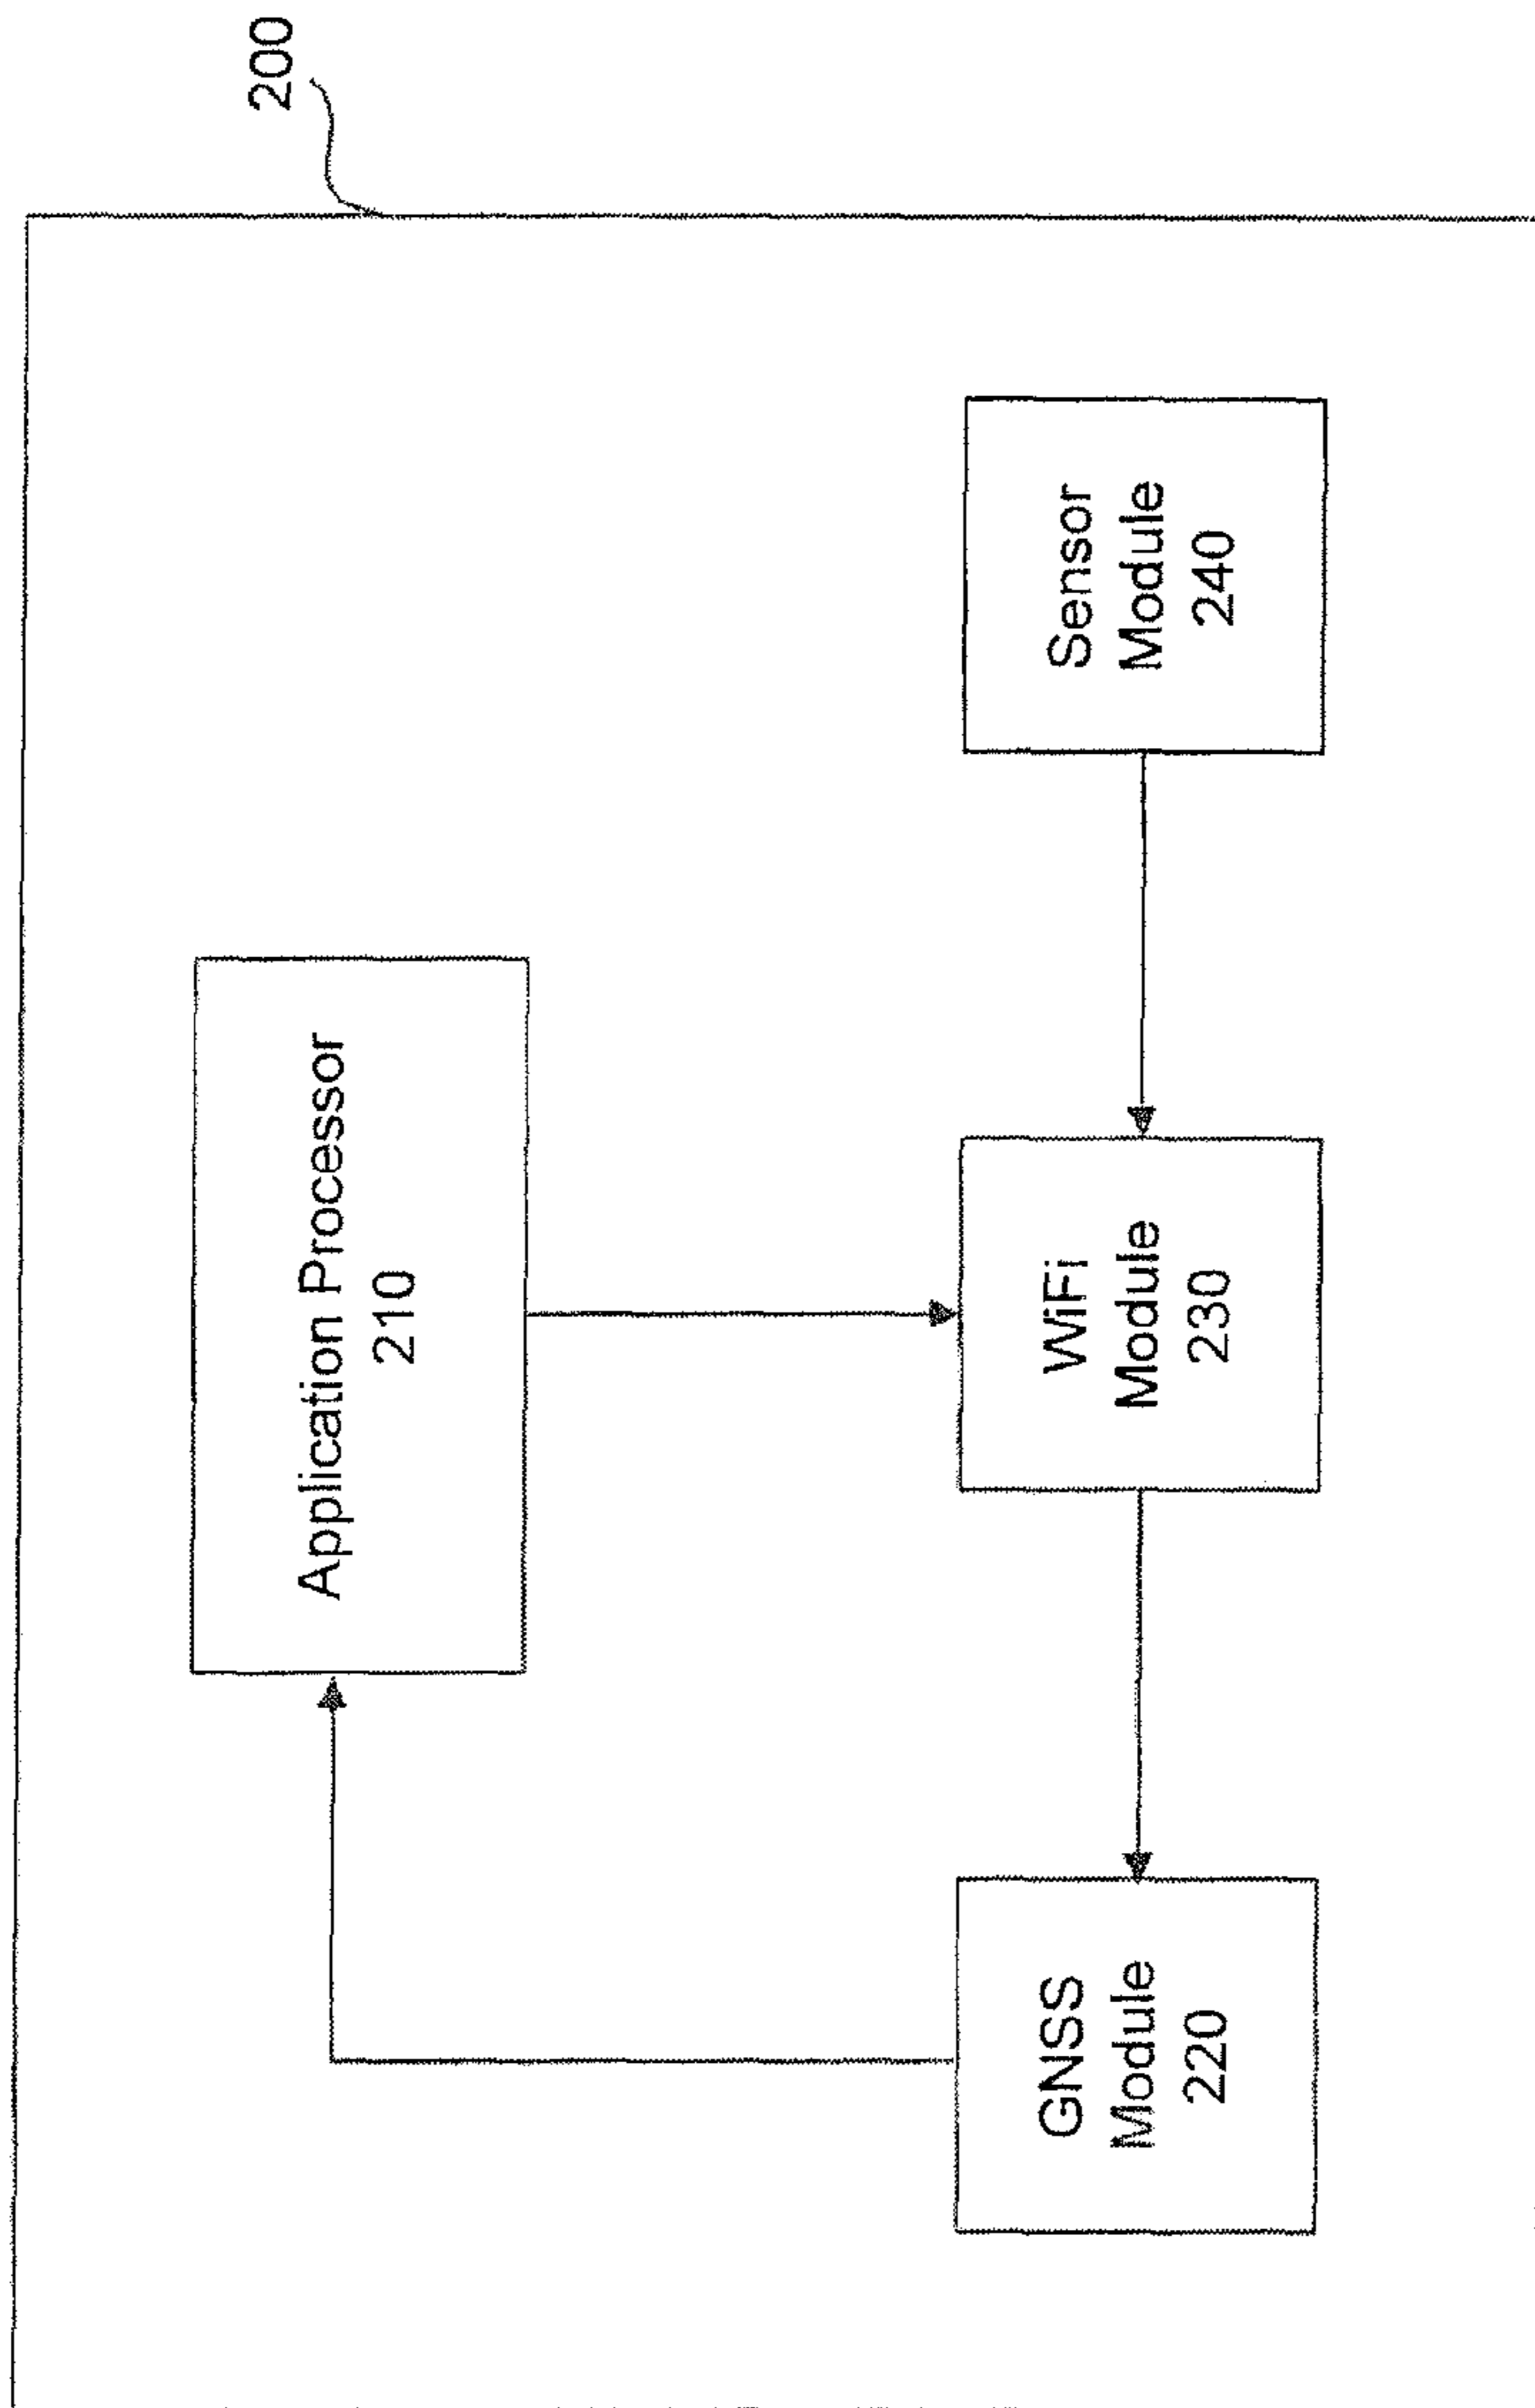 200
Application Processor
210
GNSS
Module
220
WiFi
Module
230
Sensor
Module
240